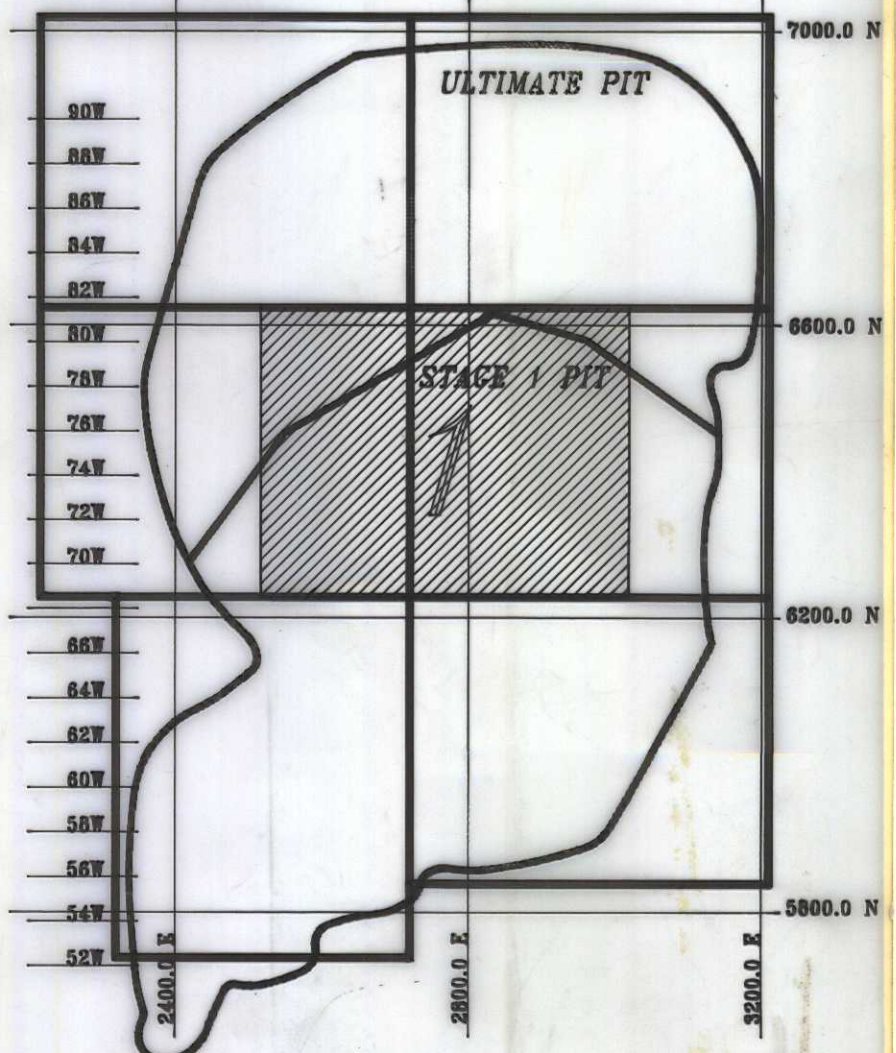 7000.0 N
ULTIMATE PIT
90W
88W
86W
84W
82W
6600.0 N
80W
STAGE 1 PIT
78W
76W
74W
72W
70W
6200.0 N
66W
64W
62W
60W
58W
56W
54W
5800.0 N
52W
2400.0 E
2800.0 E
3200.0 E